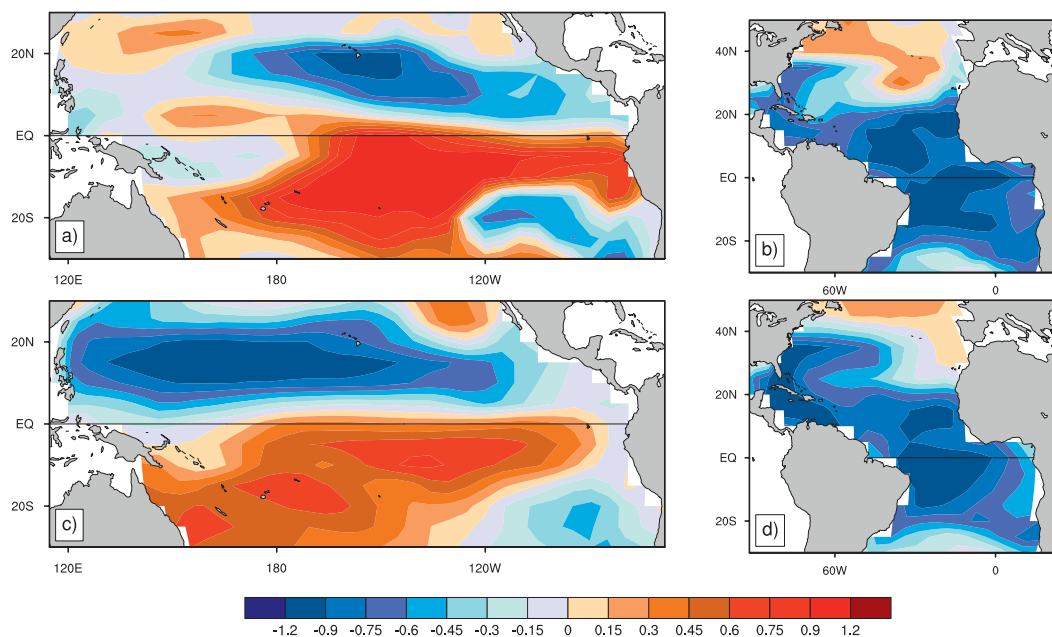 20N
EQ
20S
a)
120E 180 120W
40N
20N
EQ
20S
b)
60W 0
20N
EQ
20S
c)
120E 180 120W
40N
20N
EQ
20S
d)
60W 0
-1.2 -0.9 -0.75 -0.6 -0.45 -0.3 -0.15 0 0.15 0.3 0.45 0.6 0.75 0.9 1.2